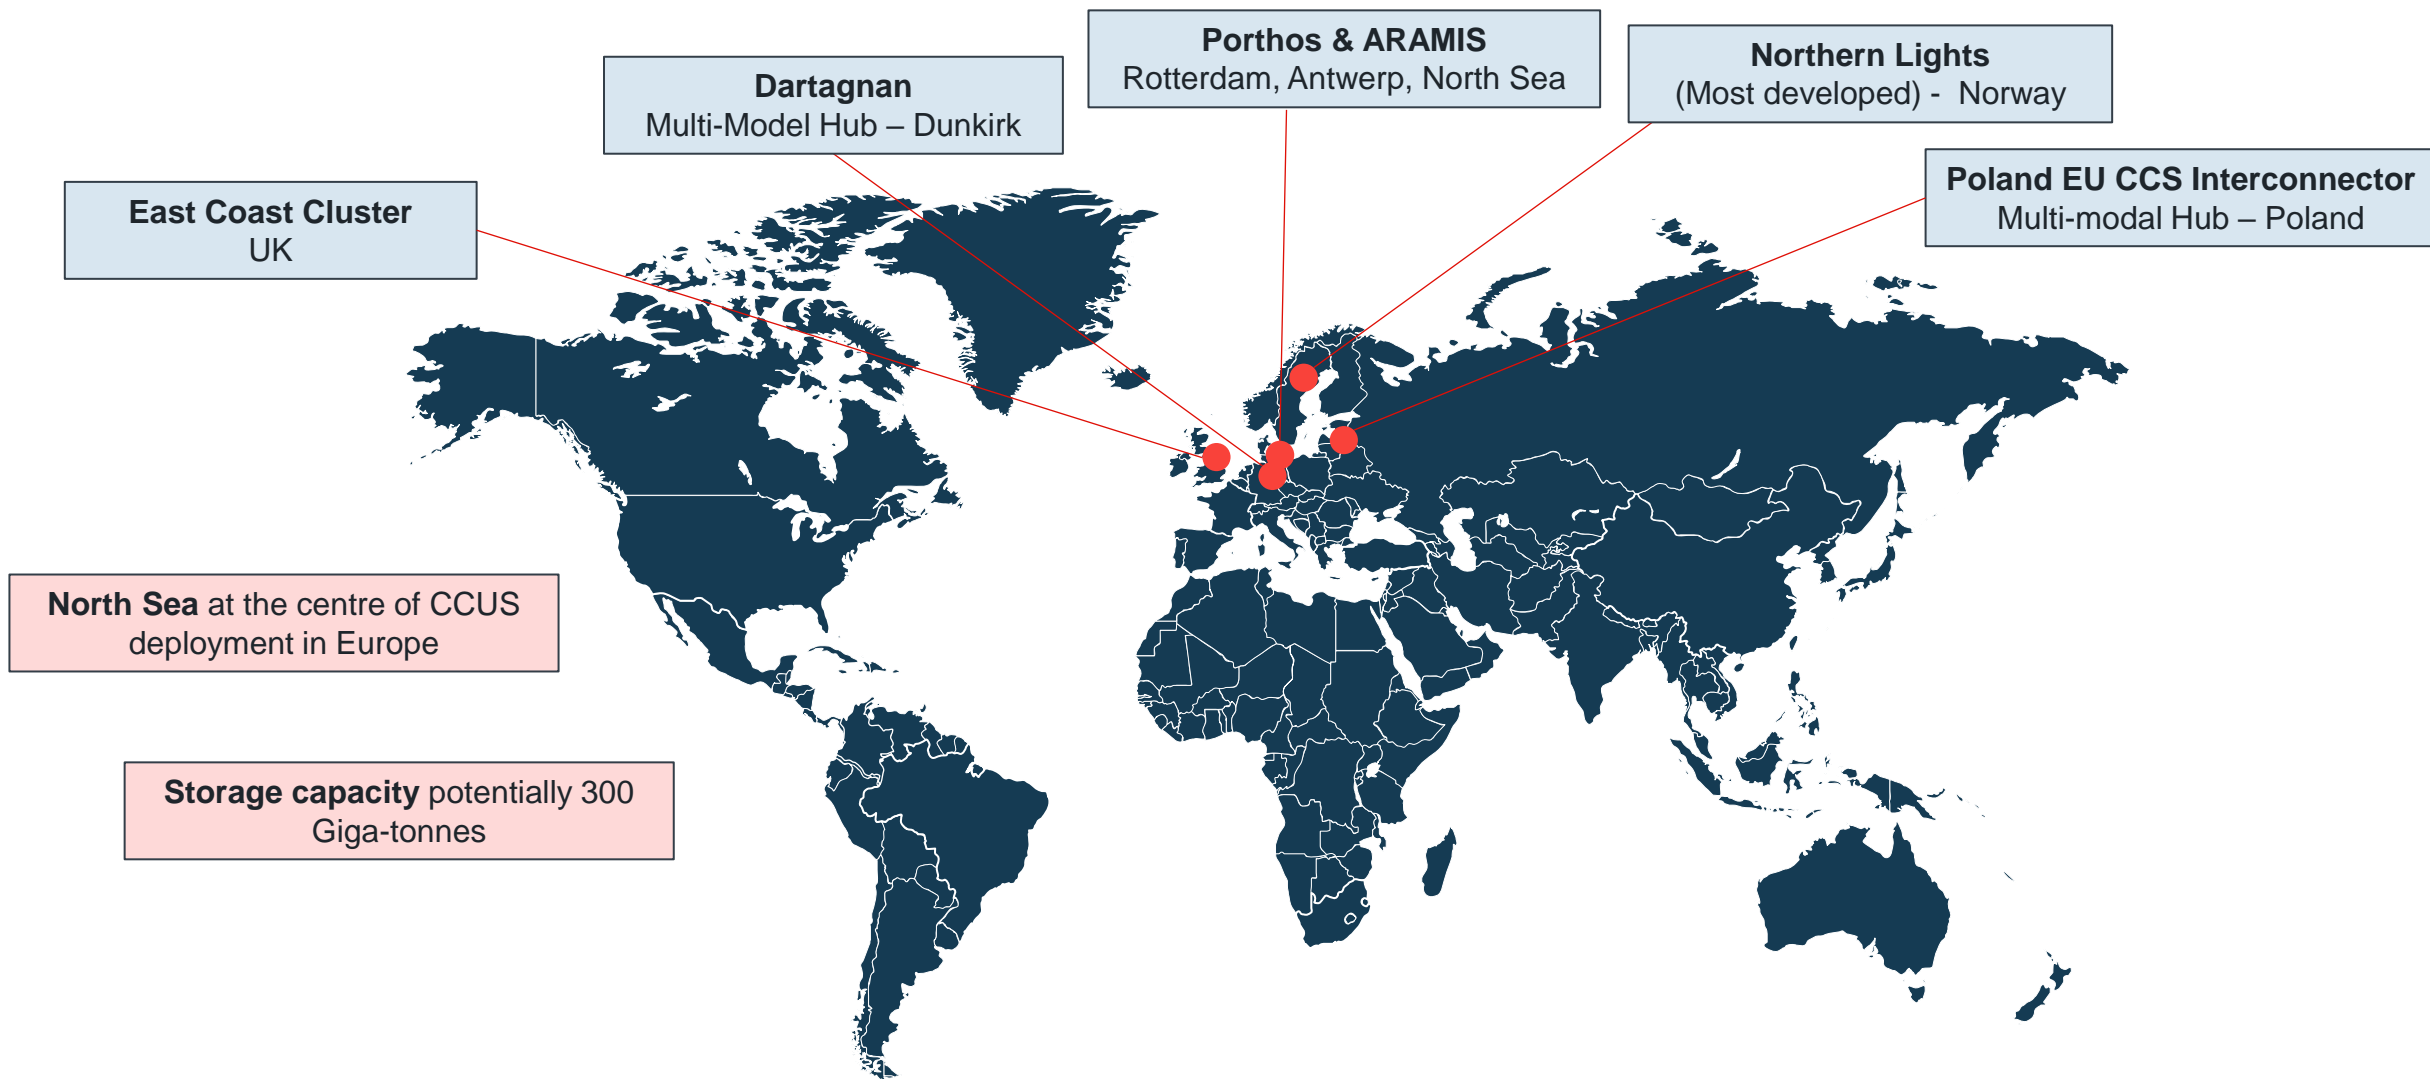 Porthos & ARAMIS
Rotterdam, Antwerp, North Sea
Northern Lights
(Most developed) - Norway
Dartagnan
Multi-Model Hub – Dunkirk
Poland EU CCS Interconnector
Multi-modal Hub – Poland
East Coast Cluster
UK
North Sea at the centre of CCUS
deployment in Europe
Storage capacity potentially 300
Giga-tonnes